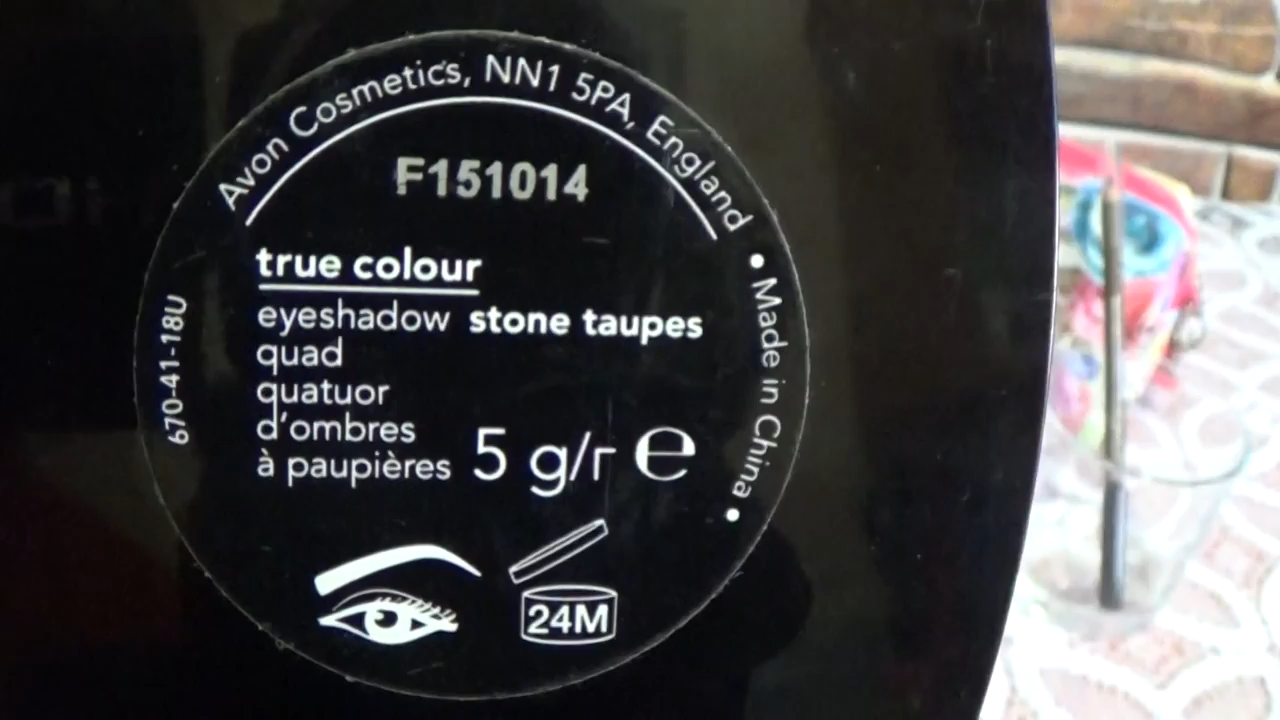 Avon Cosmetics, NN1 5PA, England
F151014
true colour
eyeshadow stone taupes
quad
quatuor
d'ombres
à paupières 5 g/r e
24M
• Made in China •
670-41-18U